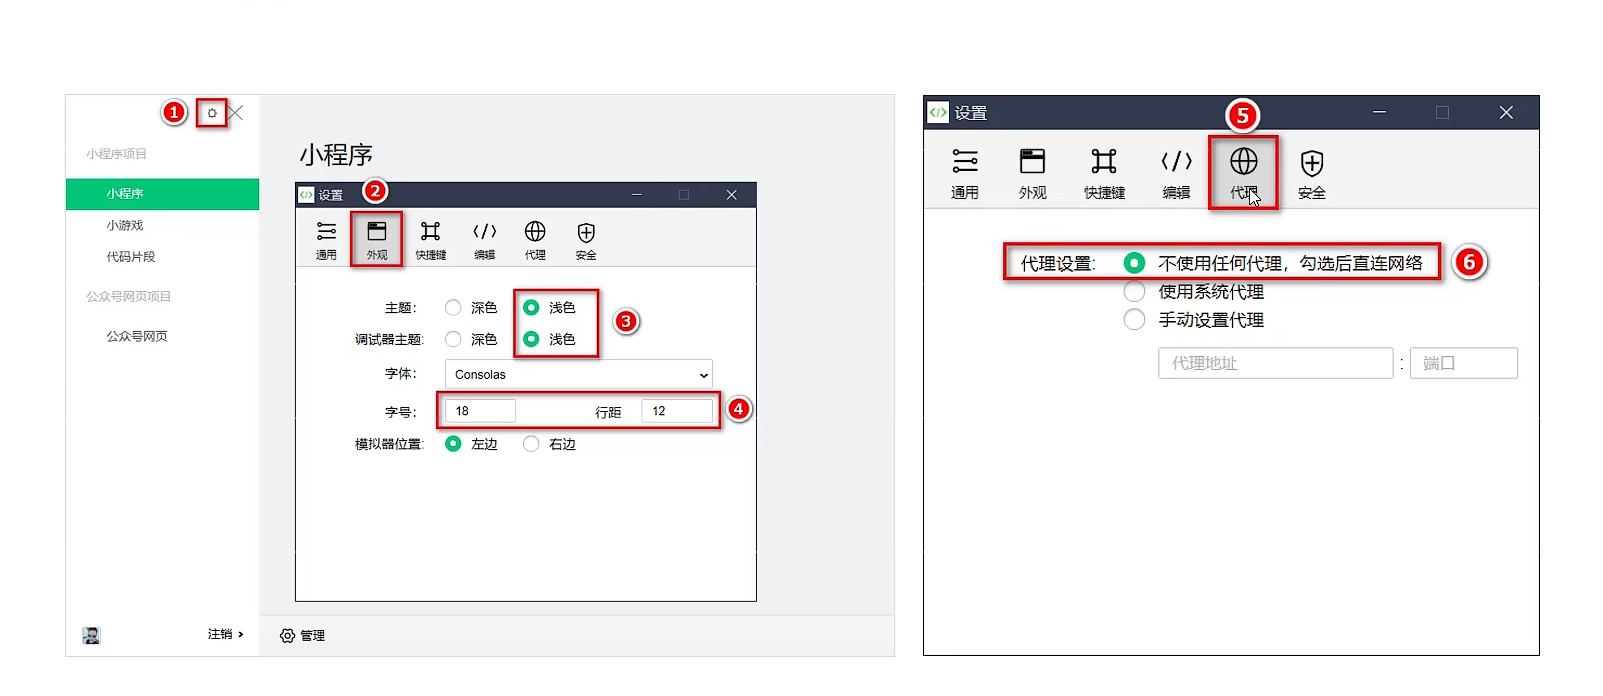 1
小程序项目
小程序
小游戏
代码片段
公众号网页项目
公众号网页
注销
小程序
设置
2
通用 外观 快捷键 编辑 代理 安全
主题: 深色 浅色
调试器主题: 深色 浅色
3
字体: Consolas
字号: 18 行距 12
4
模拟器位置: 左边 右边
管理
设置
5
通用 外观 快捷键 编辑 代理 安全
代理设置: 不使用任何代理，勾选后直连网络
6
使用系统代理
手动设置代理
代理地址 : 端口